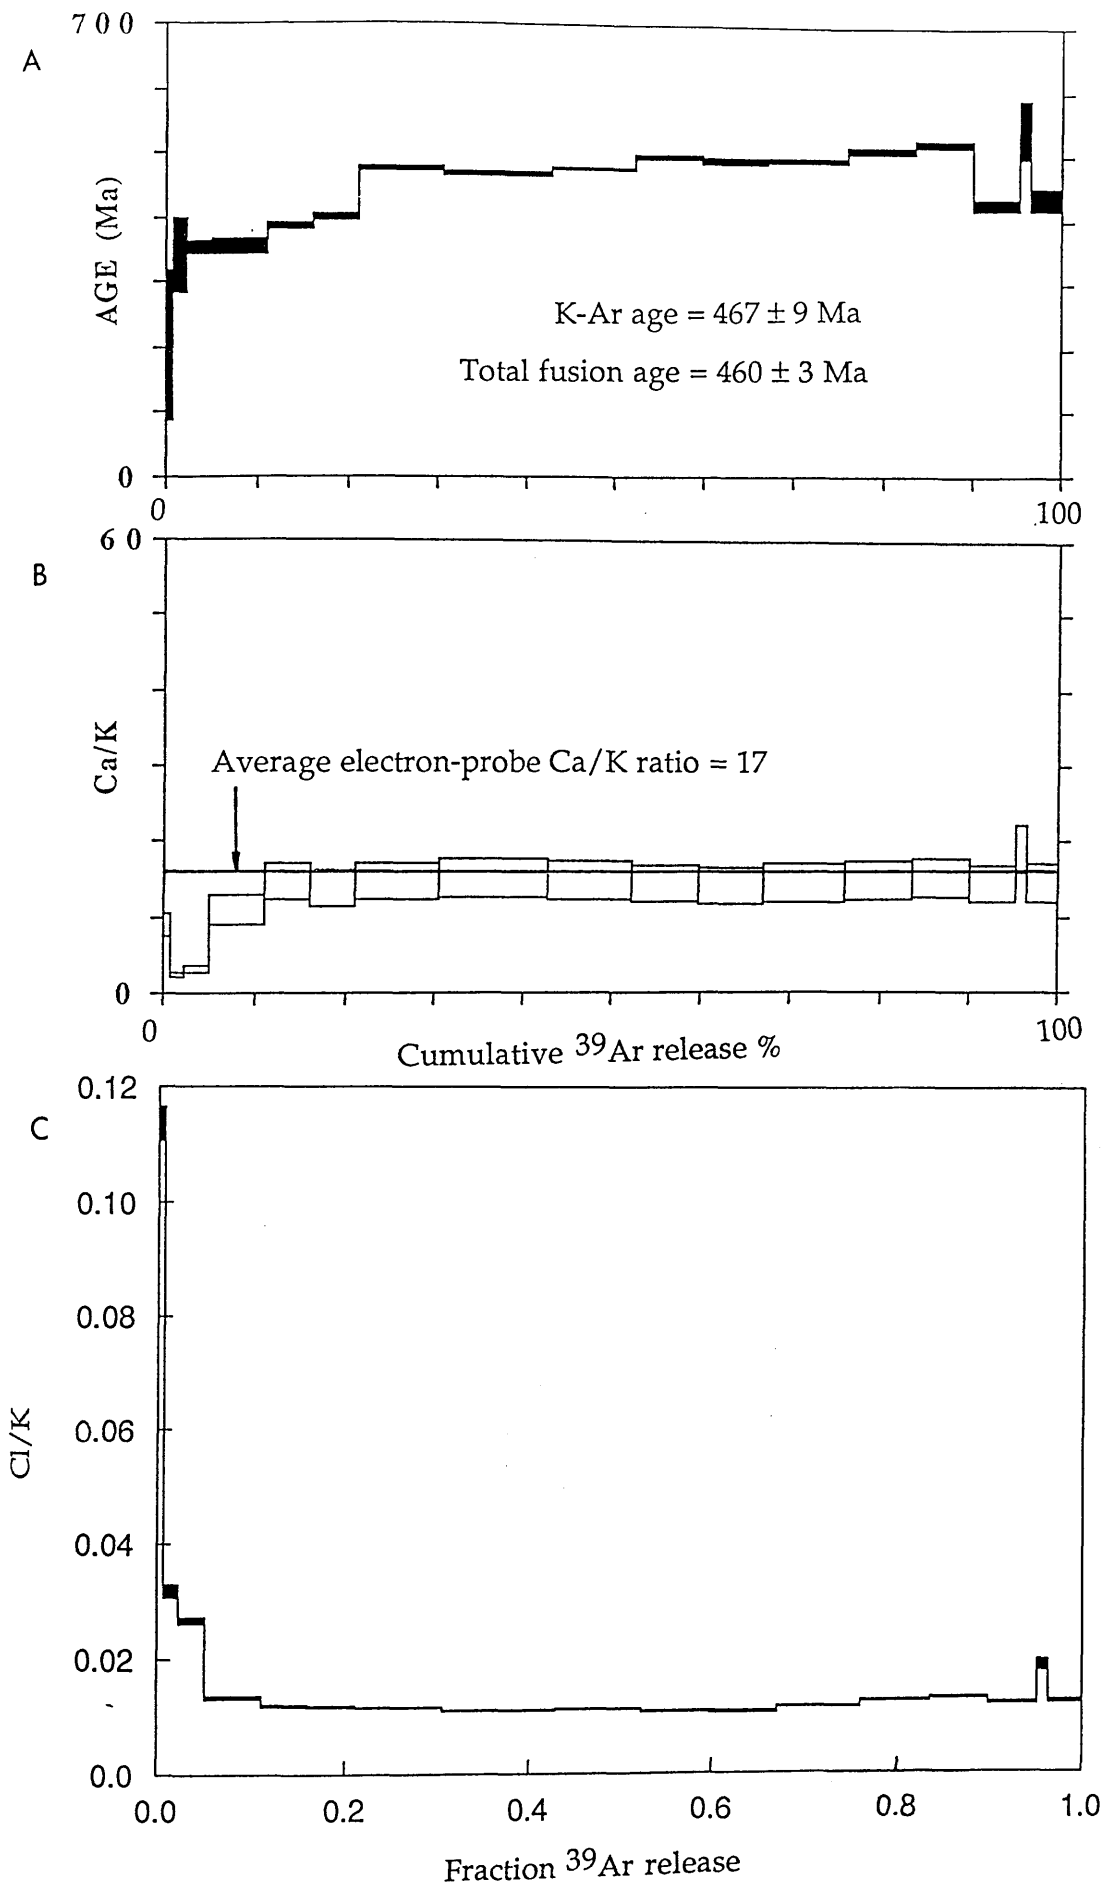 700
A
AGE (Ma)
K-Ar age = 467 ± 9 Ma
Total fusion age = 460 ± 3 Ma
0
0
100
60
B
Ca/K
Average electron-probe Ca/K ratio = 17
0
0
100
Cumulative ³⁹Ar release %
0.12
C
0.10
0.08
0.06
Cl/K
0.04
0.02
0.0
0.0 0.2 0.4 0.6 0.8 1.0
Fraction ³⁹Ar release